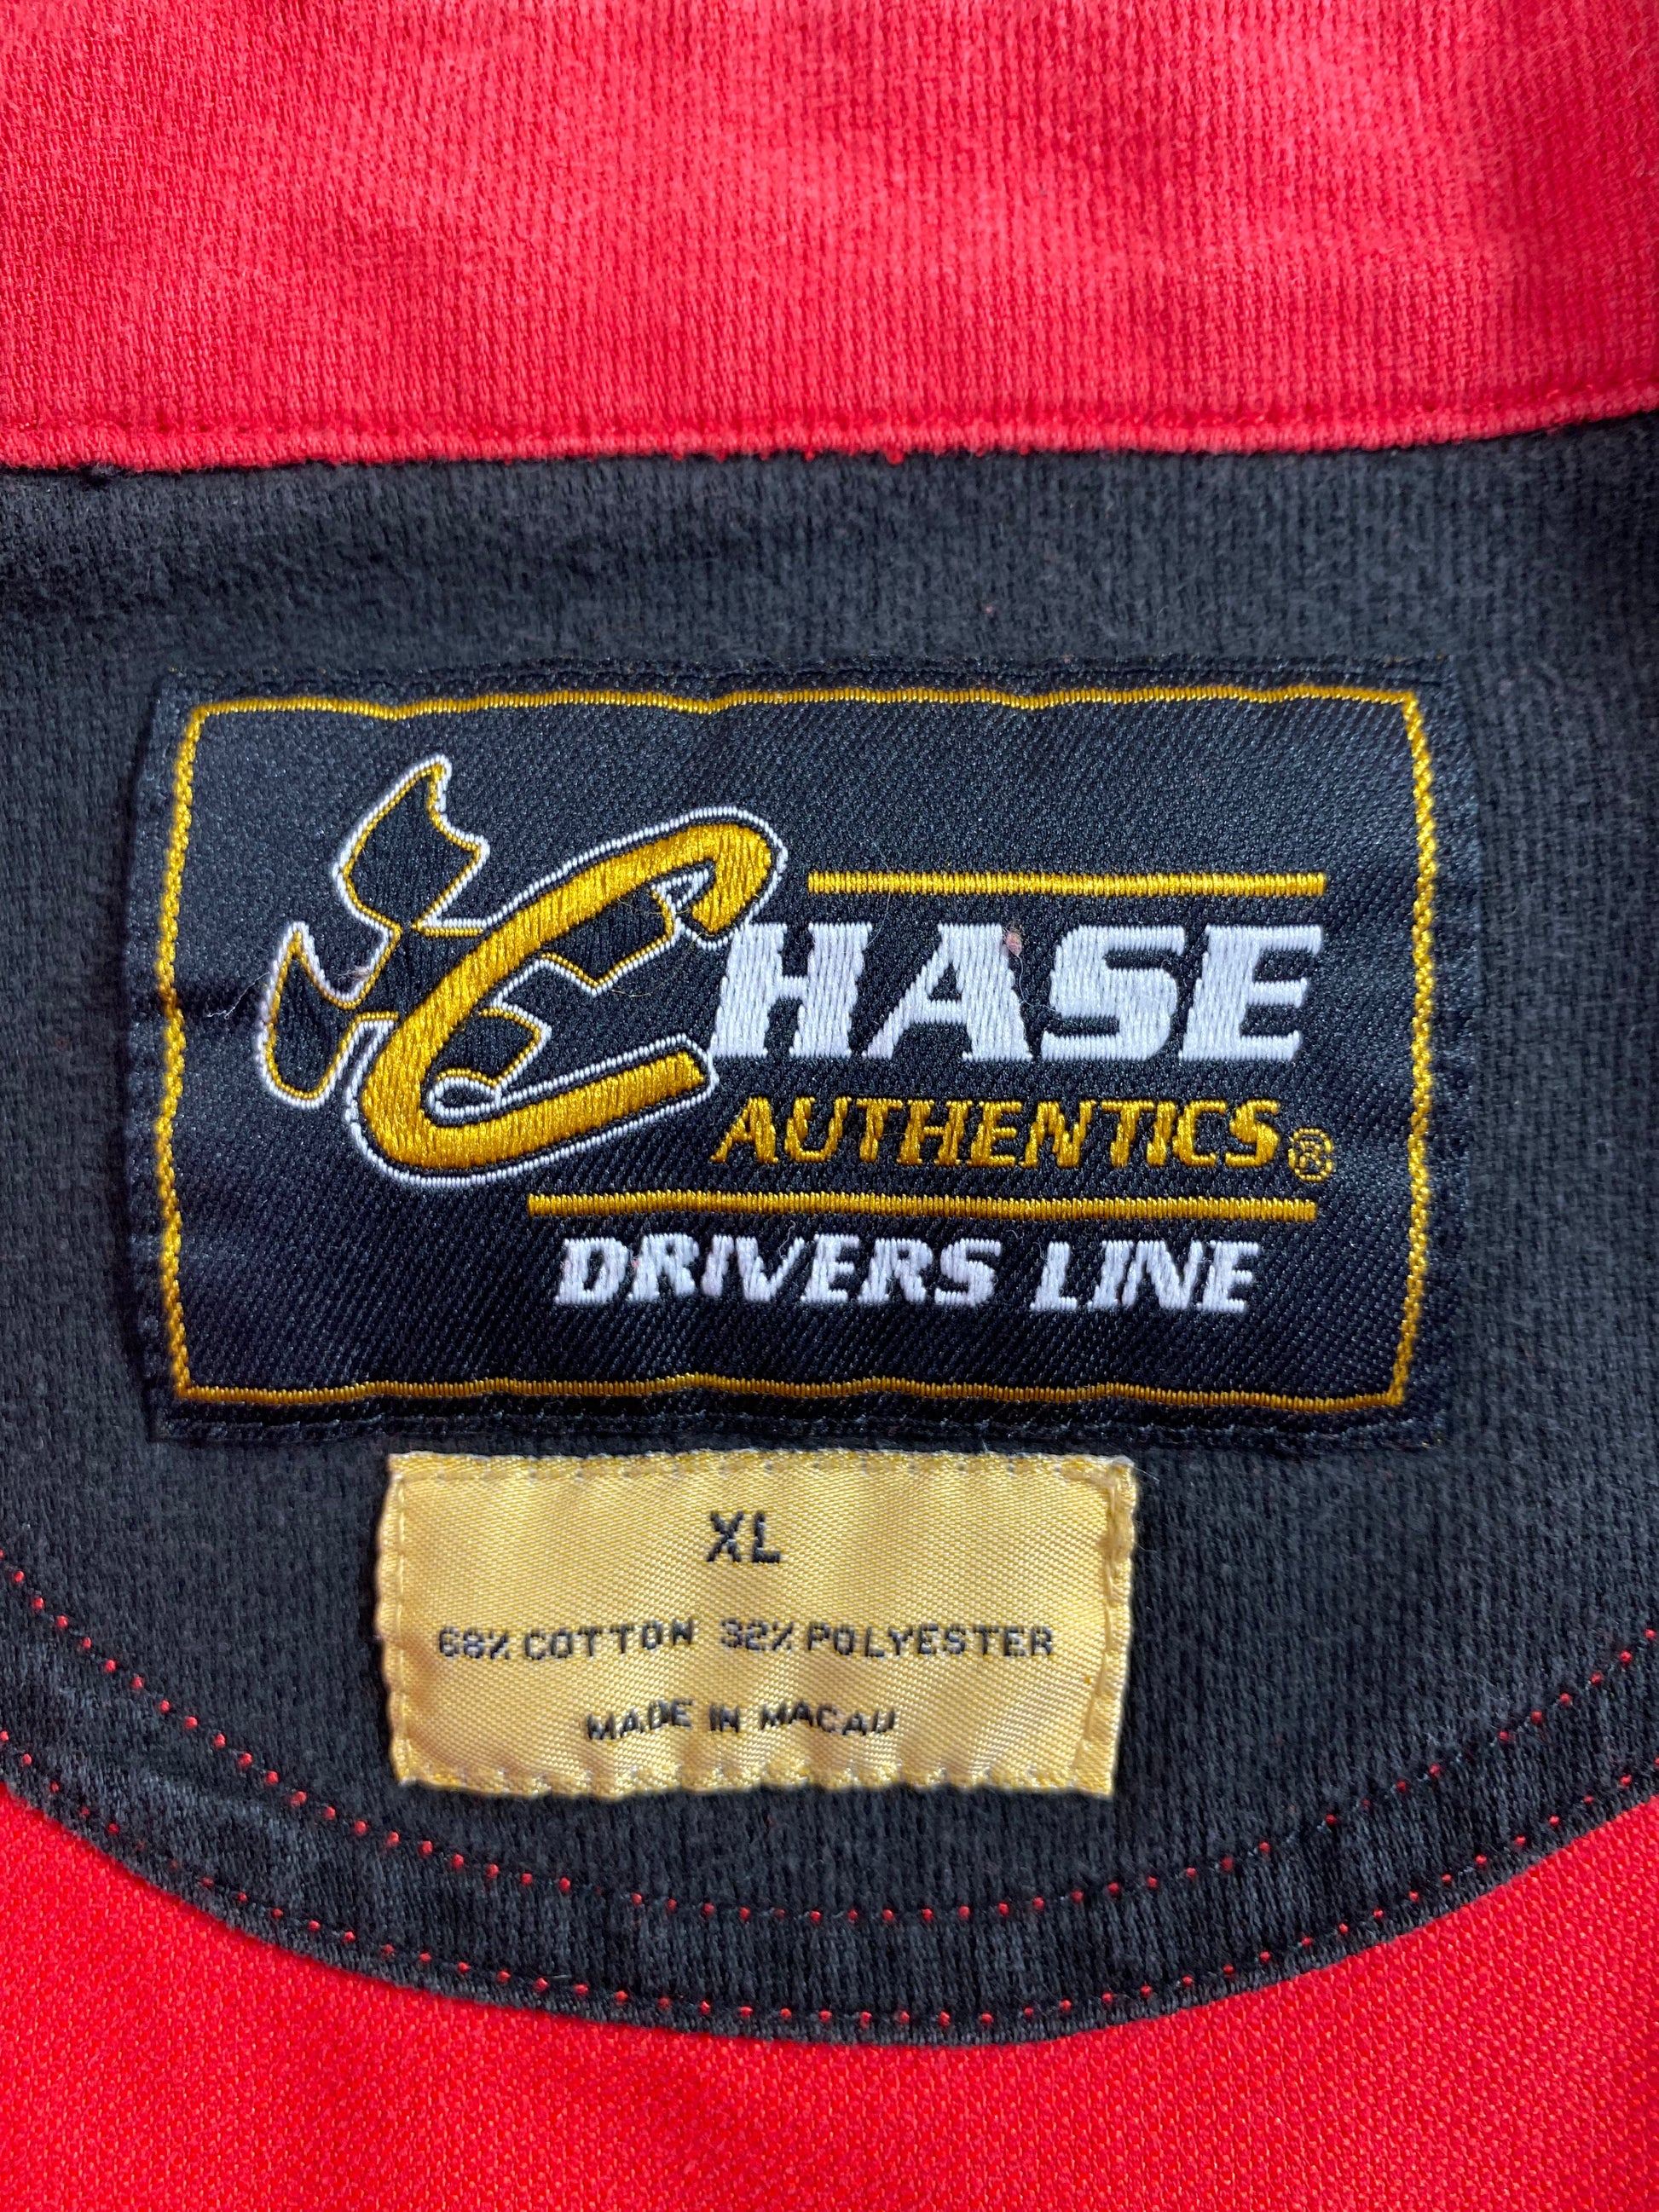 CHASE
AUTHENTICS®
DRIVERS LINE
XL
68% COTTON 32% POLYESTER
MADE IN MACAU